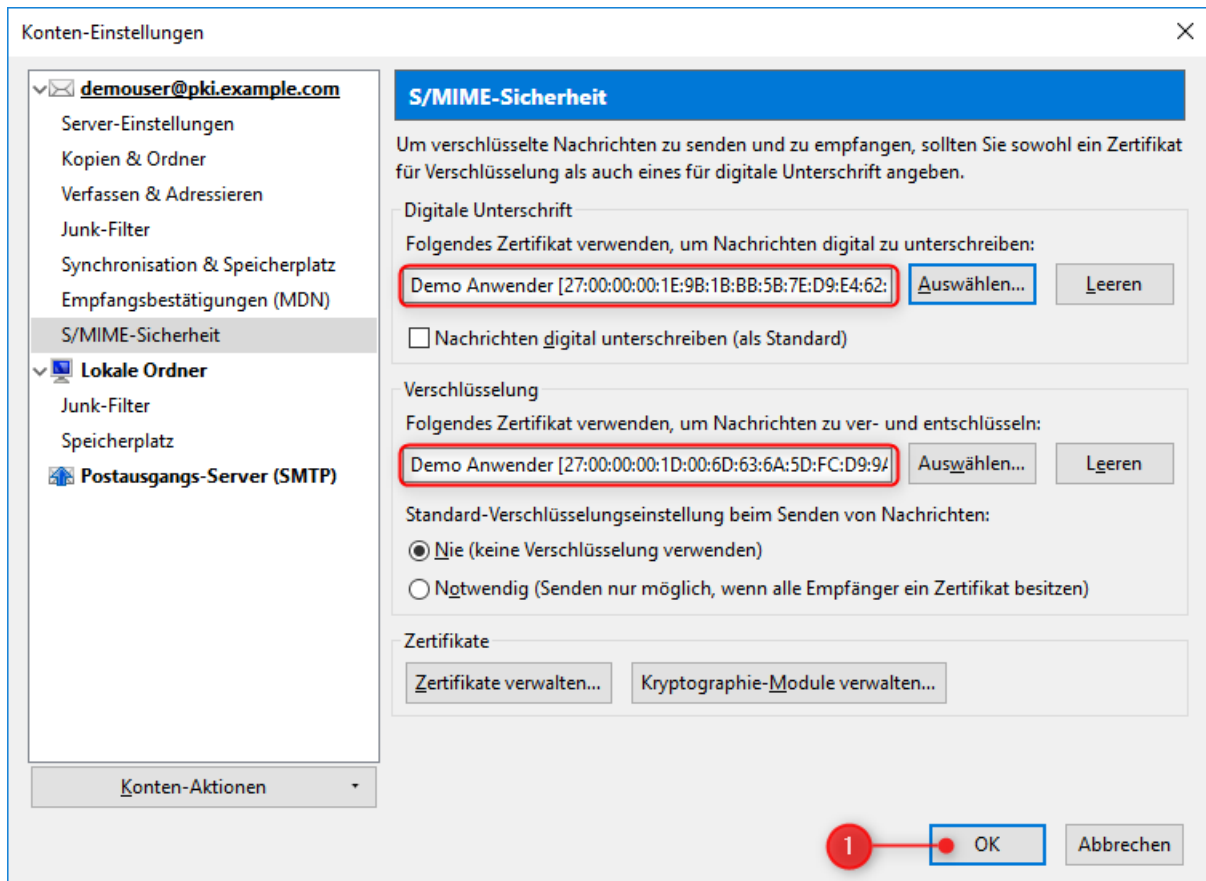 Konten-Einstellungen
demouser@pki.example.com
Server-Einstellungen
Kopien & Ordner
Verfassen & Adressieren
Junk-Filter
Synchronisation & Speicherplatz
Empfangsbestätigungen (MDN)
S/MIME-Sicherheit
Lokale Ordner
Junk-Filter
Speicherplatz
Postausgangs-Server (SMTP)
Konten-Aktionen
S/MIME-Sicherheit
Um verschlüsselte Nachrichten zu senden und zu empfangen, sollten Sie sowohl ein Zertifikat
für Verschlüsselung als auch eines für digitale Unterschrift angeben.
Digitale Unterschrift
Folgendes Zertifikat verwenden, um Nachrichten digital zu unterschreiben:
Demo Anwender [27:00:00:00:1E:9B:1B:BB:5B:7E:D9:E4:62: Auswählen... Leeren
Nachrichten digital unterschreiben (als Standard)
Verschlüsselung
Folgendes Zertifikat verwenden, um Nachrichten zu ver- und entschlüsseln:
Demo Anwender [27:00:00:00:1D:00:6D:63:6A:5D:FC:D9:9A Auswählen... Leeren
Standard-Verschlüsselungseinstellung beim Senden von Nachrichten:
Nie (keine Verschlüsselung verwenden)
Notwendig (Senden nur möglich, wenn alle Empfänger ein Zertifikat besitzen)
Zertifikate
Zertifikate verwalten... Kryptographie-Module verwalten...
1 OK Abbrechen